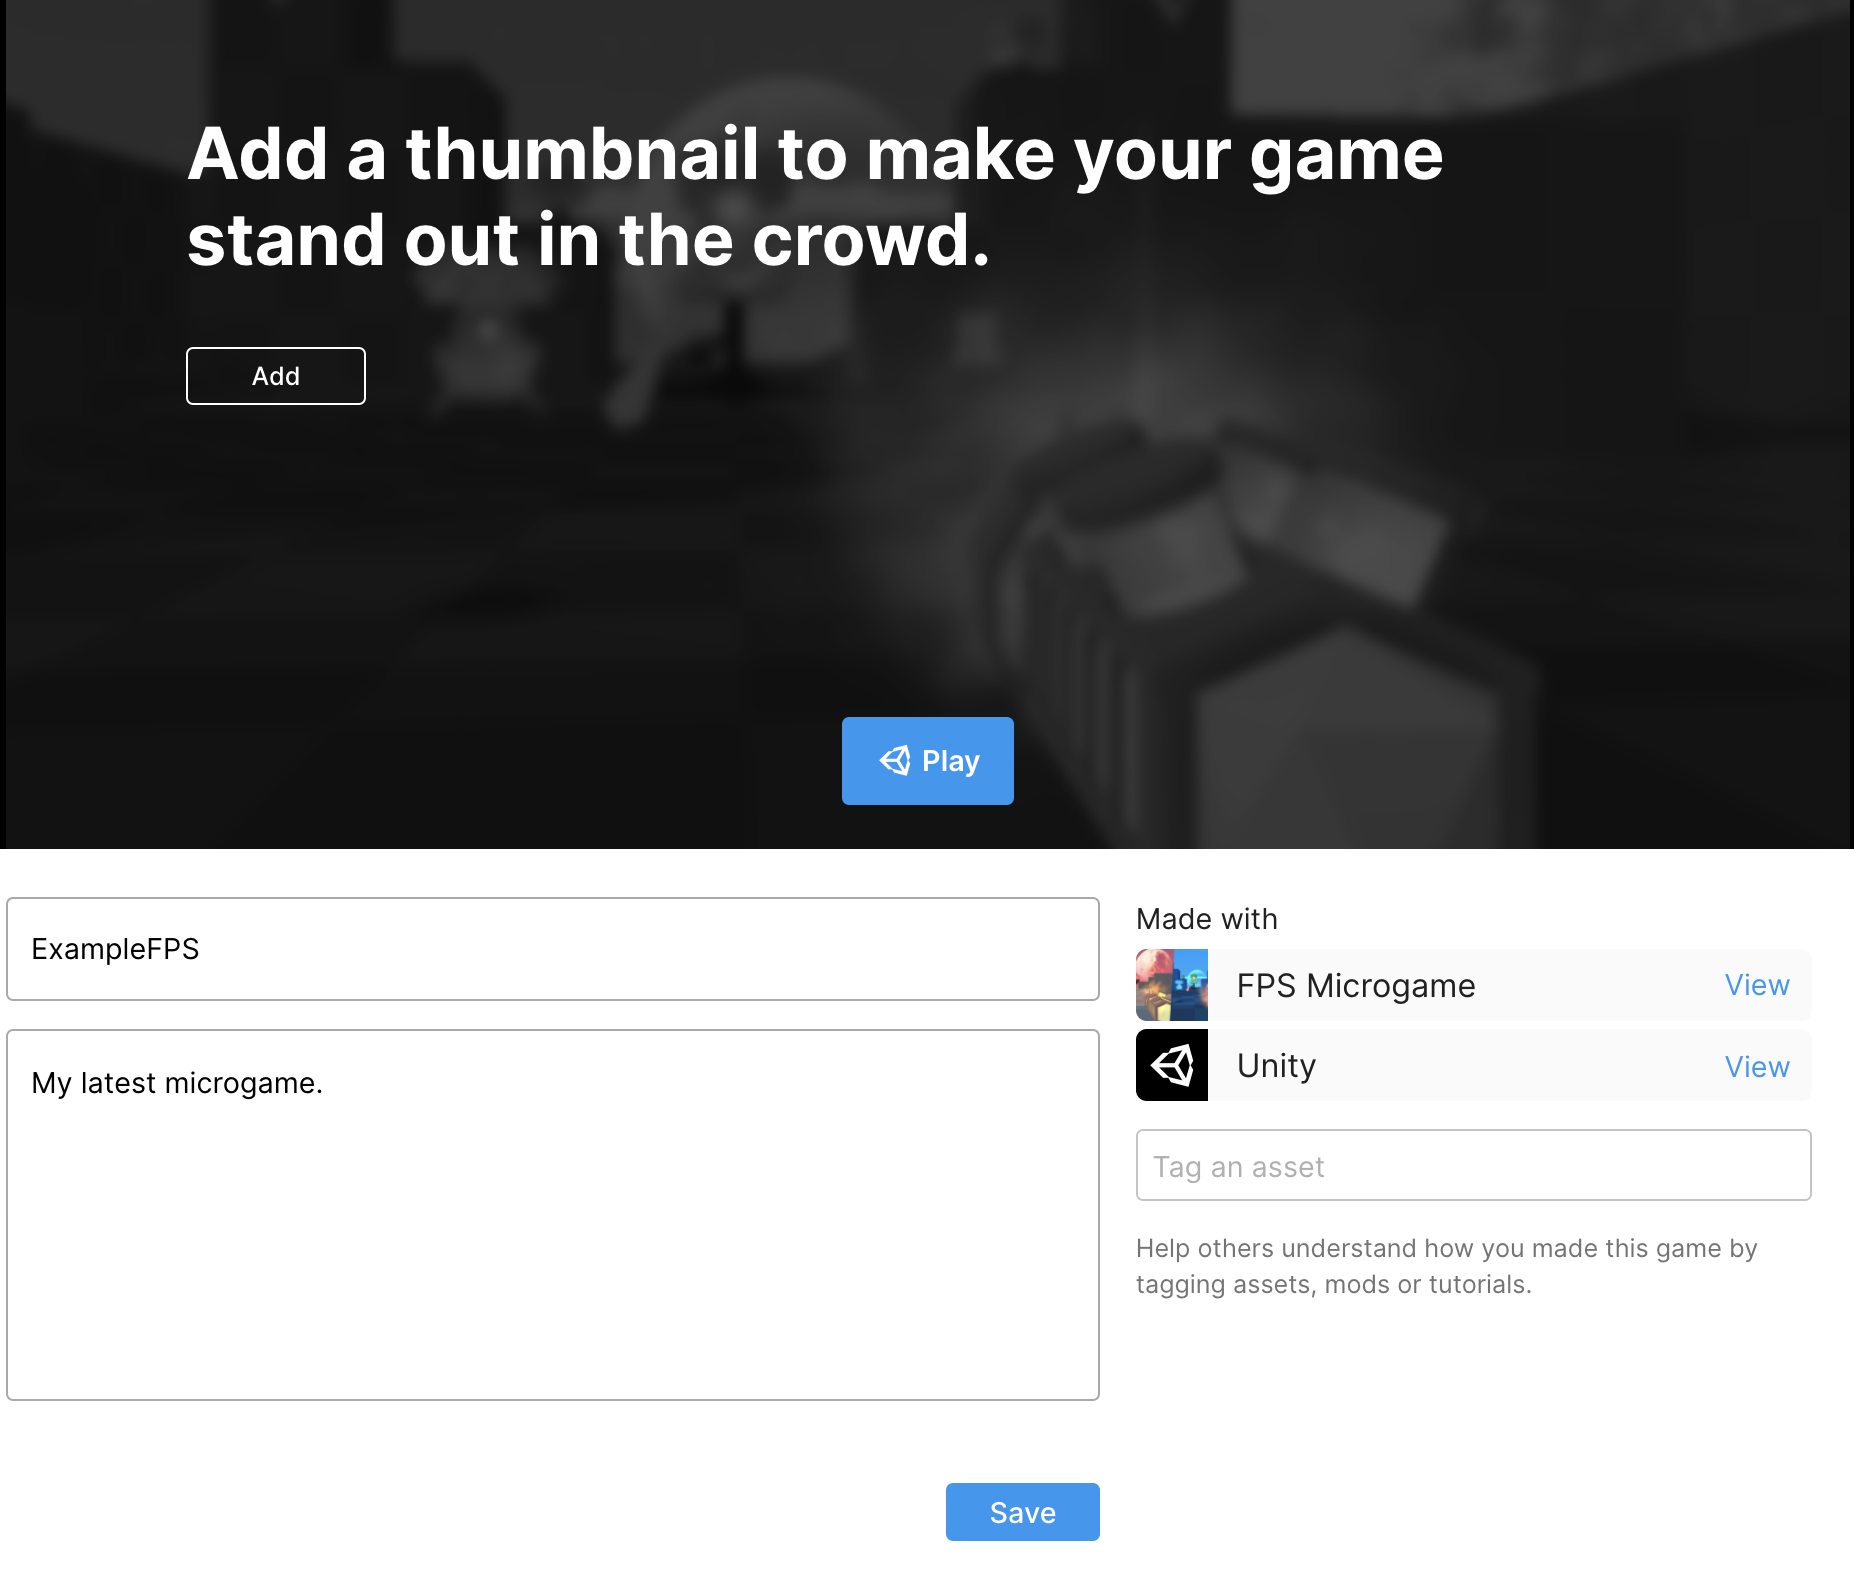 Add a thumbnail to make your game
stand out in the crowd.
Add
Play
ExampleFPS
My latest microgame.
Save
Made with
FPS Microgame View
Unity View
Tag an asset
Help others understand how you made this game by
tagging assets, mods or tutorials.